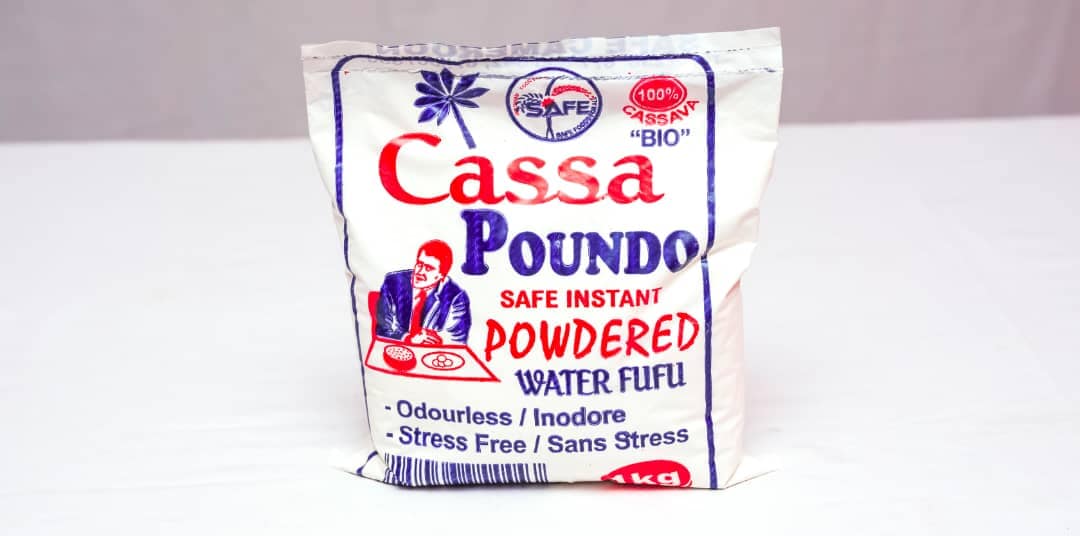 SAFE
100%
CASSAVA
"BIO"
Cassa
POUNDO
SAFE INSTANT
POWDERED
WATER FUFU
- Odourless / Inodore
- Stress Free / Sans Stress
1kg